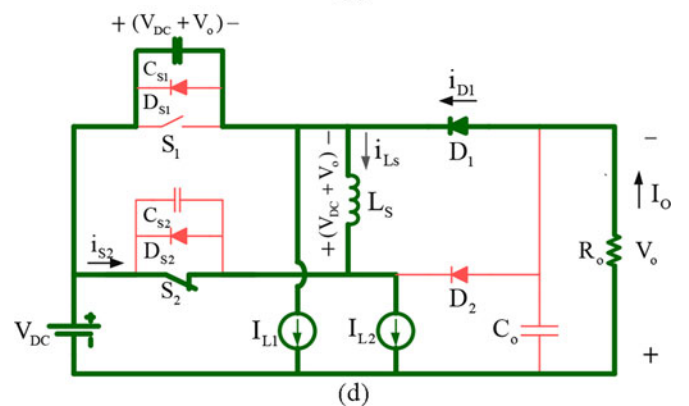 + (V_DC + V_o) −
C_S1
D_S1
S_1
i_D1
D_1
−
i_Ls
+ (V_DC + V_o) −
L_S
I_O
C_S2
D_S2
i_S2
S_2
R_o
V_o
D_2
V_DC
+
I_L1
I_L2
C_o
+
(d)